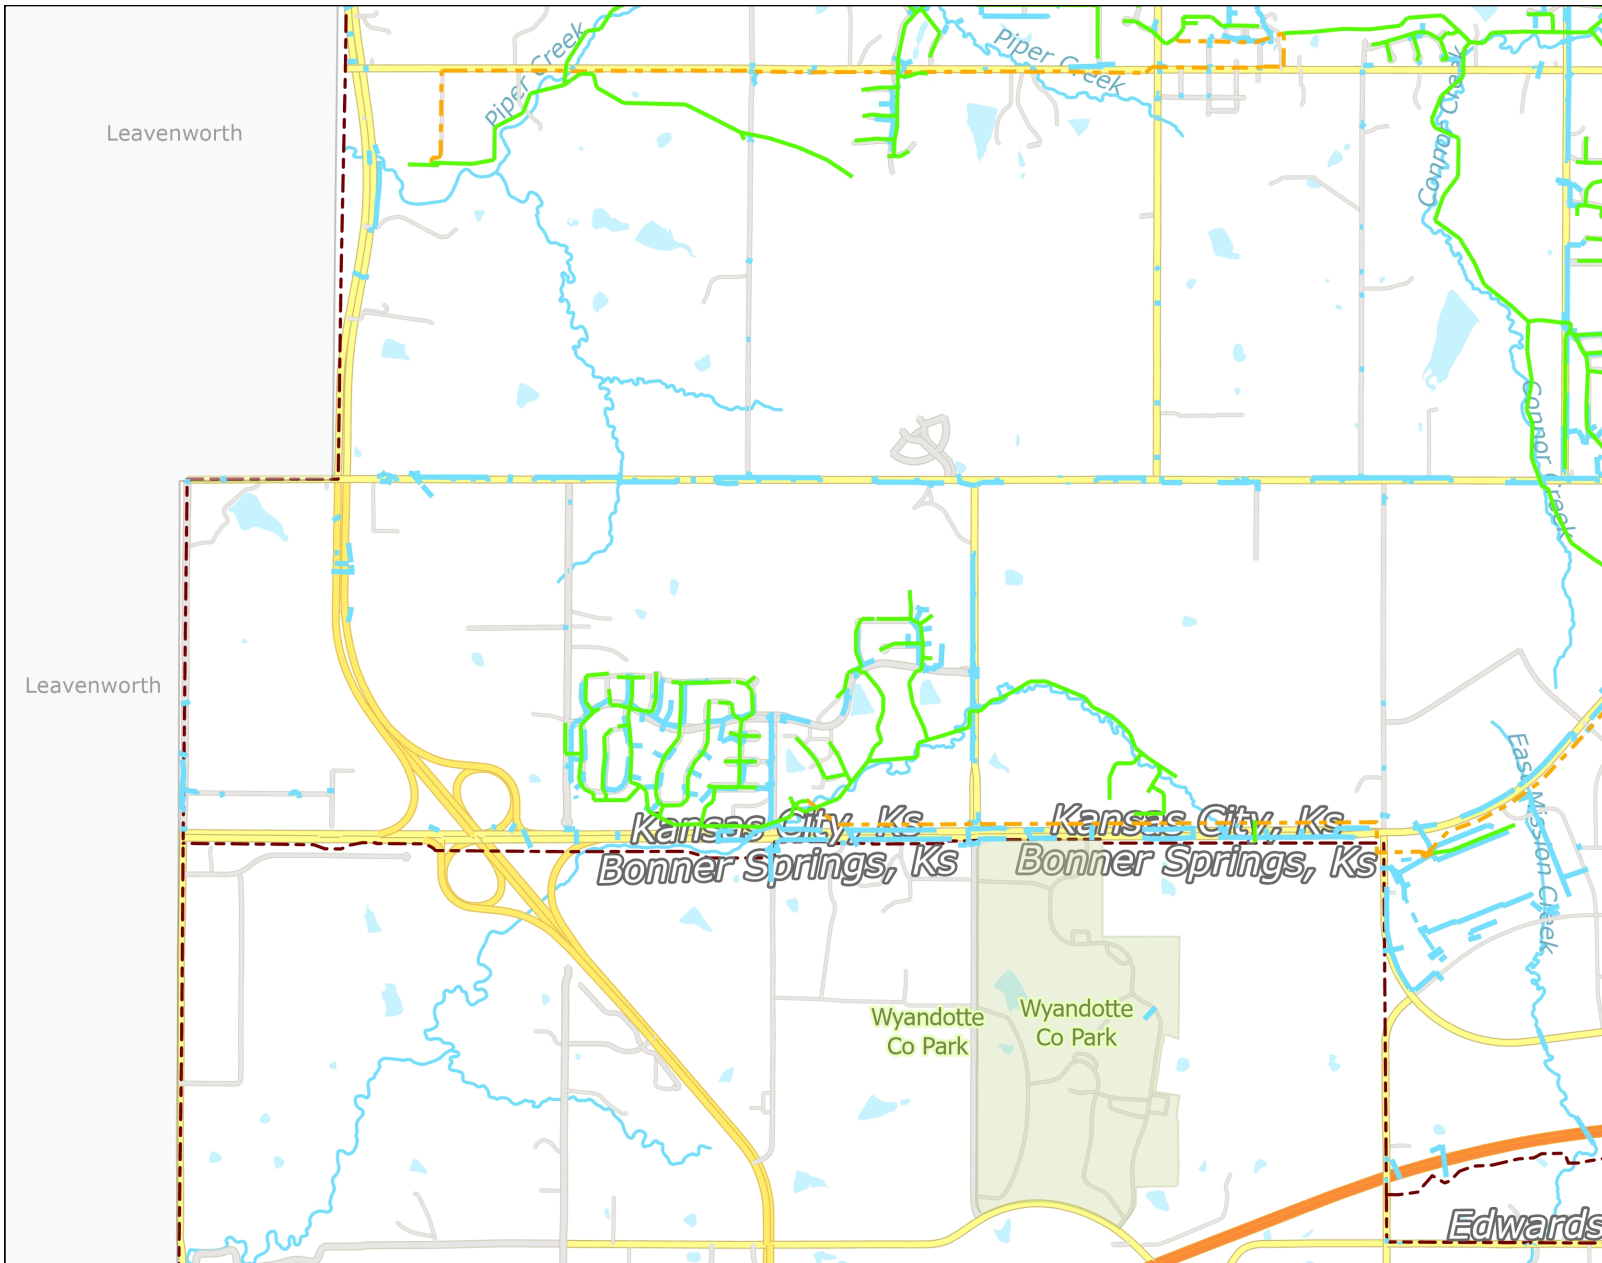 Piper Creek
Piper Creek
Connor Creek
Leavenworth
Connor Creek
Leavenworth
East Mission Creek
Kansas City, Ks
Kansas City, Ks
Bonner Springs, Ks
Bonner Springs, Ks
Wyandotte
Co Park
Wyandotte
Co Park
Edwards